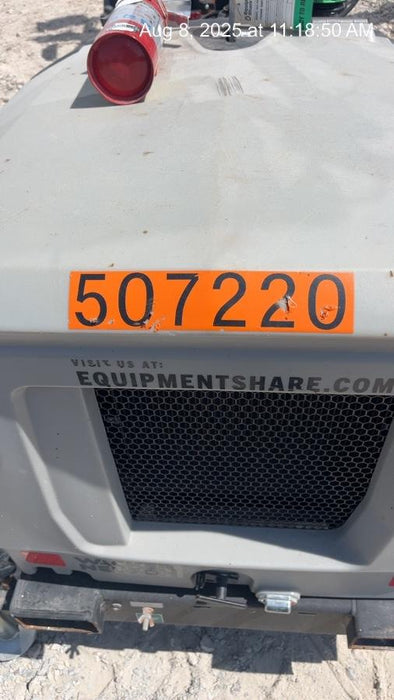 Aug 8, 2025 at 11:18:50 AM
507220
VISIT US AT:
EQUIPMENTSHARE.COM